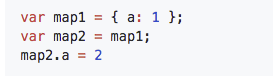 var map1 = { a: 1 };
var map2 = map1;
map2.a = 2